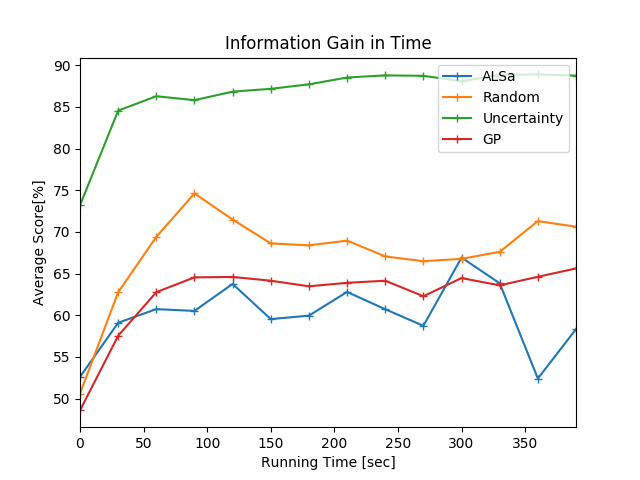 Information Gain in Time
Average Score[%]
90
85
80
75
70
65
60
55
50
ALSa
Random
Uncertainty
GP
0 50 100 150 200 250 300 350
Running Time [sec]